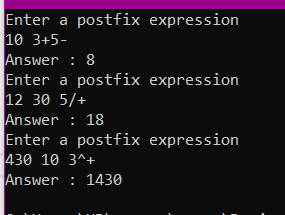 Enter a postfix expression
10 3+5-
Answer : 8
Enter a postfix expression
12 30 5/+
Answer : 18
Enter a postfix expression
430 10 3^+
Answer : 1430